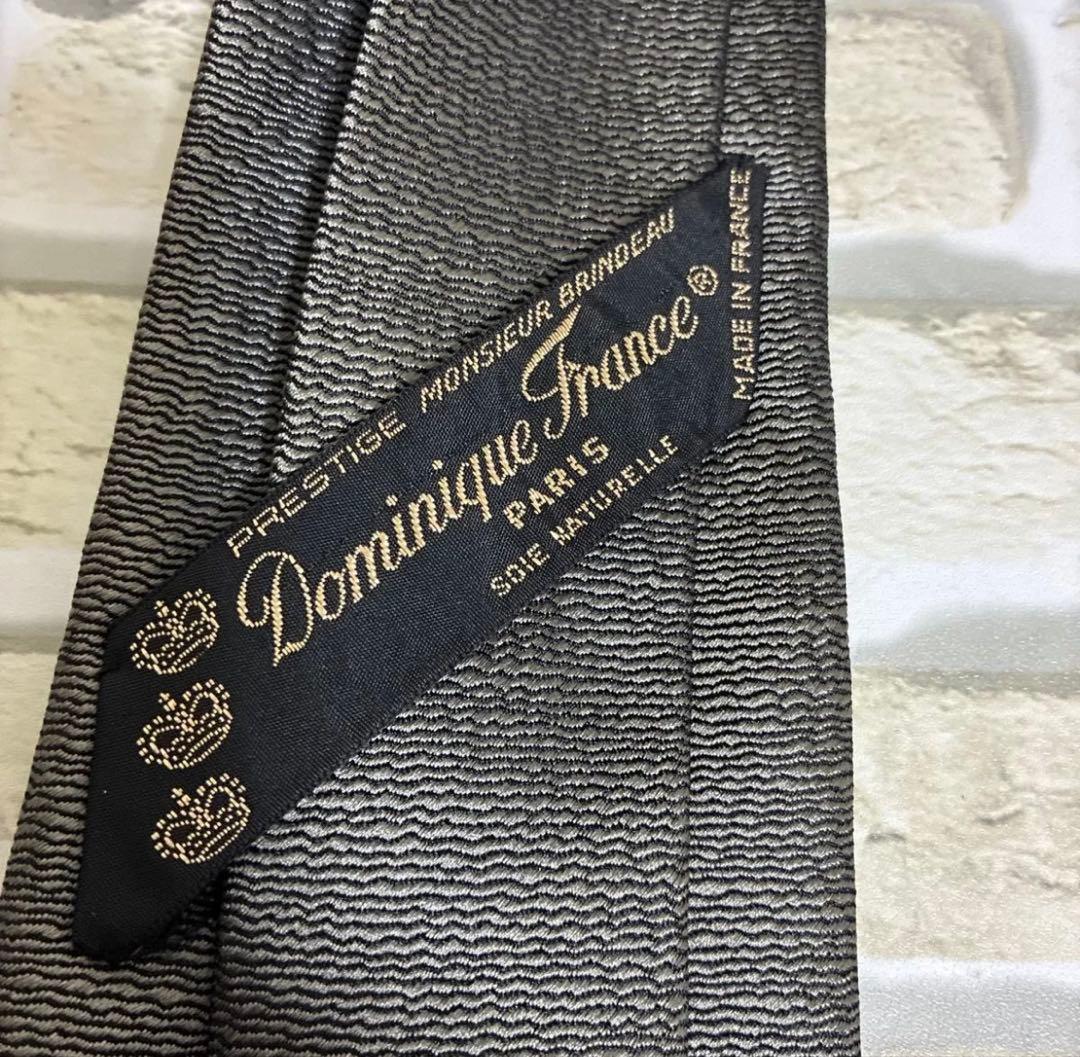 PRESTIGE MONSIEUR BRINDEAU
Dominique France®
PARIS
SOIE NATURELLE
MADE IN FRANCE